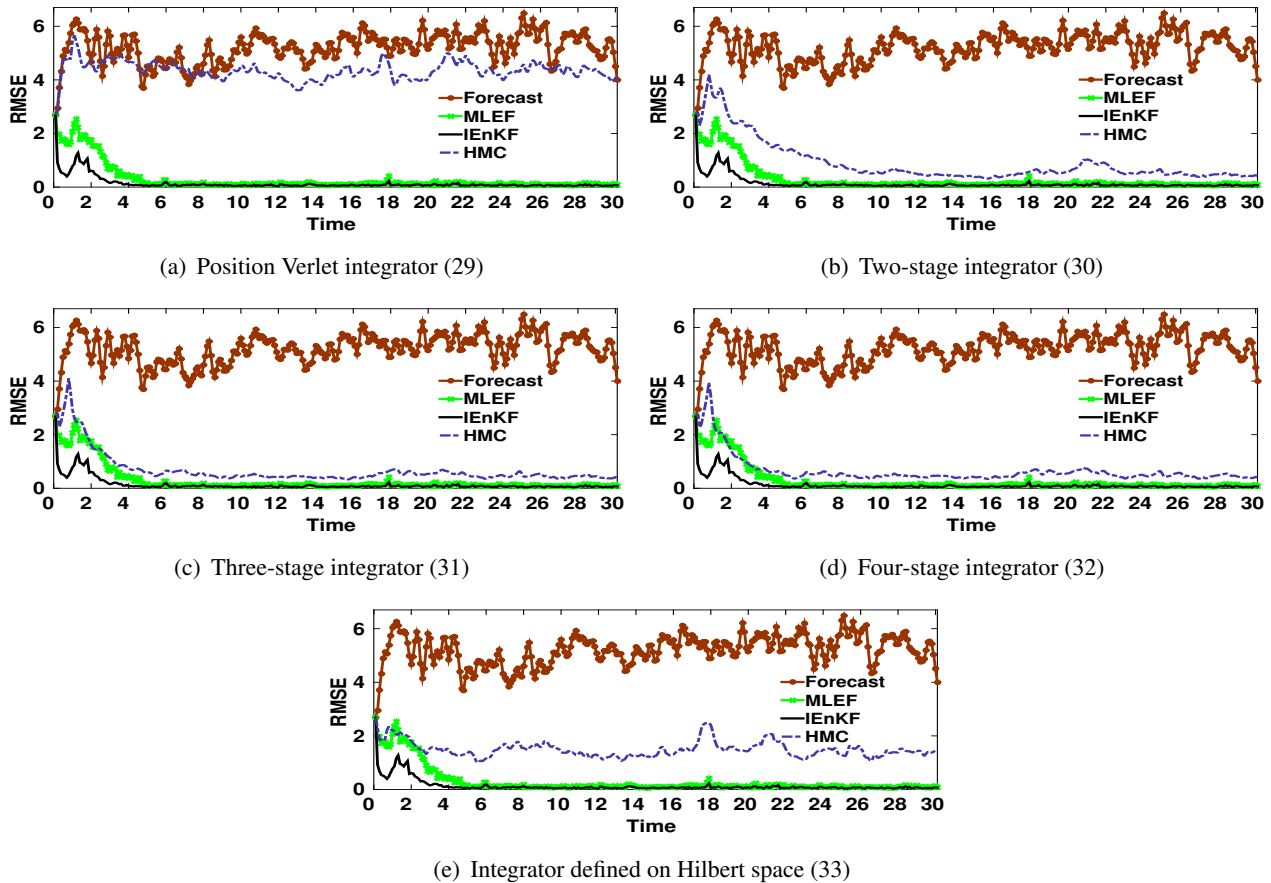 RMSE
6
4
2
0
Forecast
MLEF
IEnKF
HMC
0 2 4 6 8 10 12 14 16 18 20 22 24 26 28 30
Time
(a) Position Verlet integrator (29)
RMSE
6
4
2
0
Forecast
MLEF
IEnKF
HMC
0 2 4 6 8 10 12 14 16 18 20 22 24 26 28 30
Time
(b) Two-stage integrator (30)
RMSE
6
4
2
0
Forecast
MLEF
IEnKF
HMC
0 2 4 6 8 10 12 14 16 18 20 22 24 26 28 30
Time
(c) Three-stage integrator (31)
RMSE
6
4
2
0
Forecast
MLEF
IEnKF
HMC
0 2 4 6 8 10 12 14 16 18 20 22 24 26 28 30
Time
(d) Four-stage integrator (32)
RMSE
6
4
2
0
Forecast
MLEF
IEnKF
HMC
0 2 4 6 8 10 12 14 16 18 20 22 24 26 28 30
Time
(e) Integrator defined on Hilbert space (33)